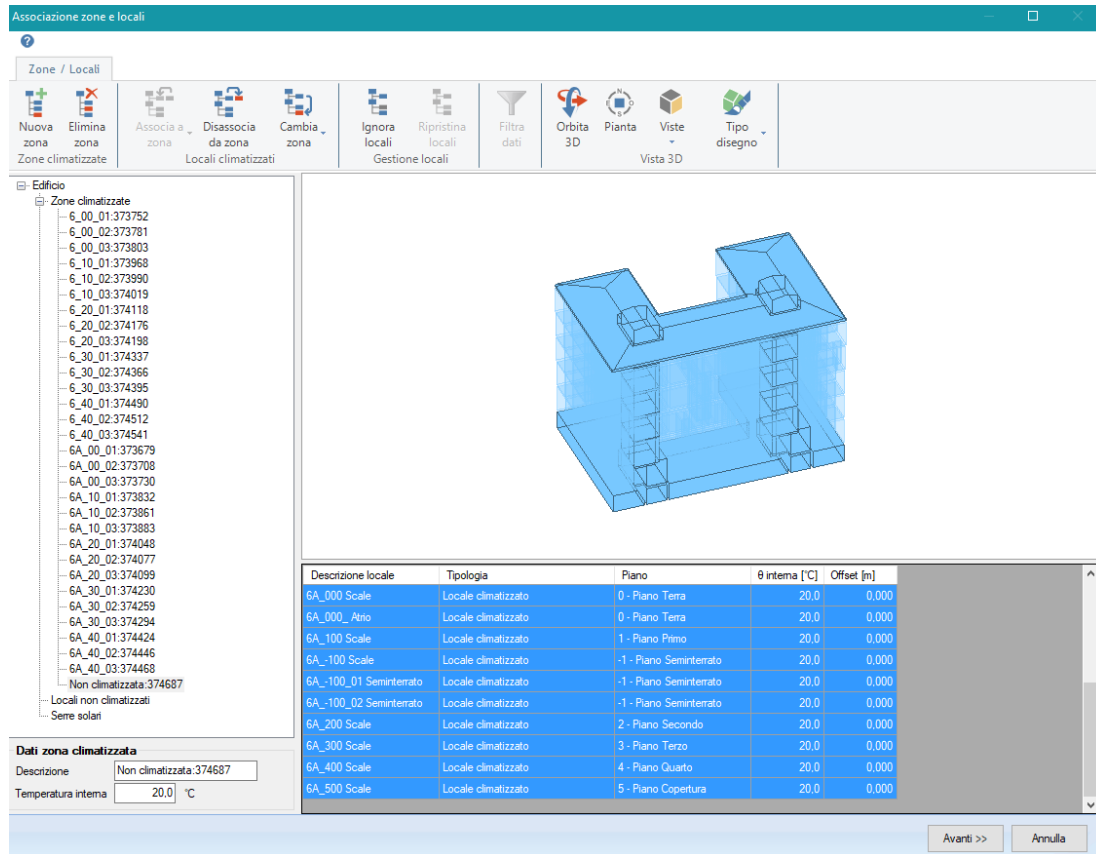 Associazione zone e locali
Zone / Locali
Nuova zona
Elimina zona
Associa a zona
Disassocia da zona
Cambia zona
Ignora locali
Ripristina locali
Filtra dati
Orbita 3D
Pianta
Viste
Tipo disegno
Zone climatizzate
Locali climatizzati
Gestione locali
Vista 3D
Edificio
Zone climatizzate
6_00_01:373752
6_00_02:373781
6_00_03:373803
6_10_01:373968
6_10_02:373990
6_10_03:374019
6_20_01:374118
6_20_02:374176
6_20_03:374198
6_30_01:374337
6_30_02:374366
6_30_03:374395
6_40_01:374490
6_40_02:374512
6_40_03:374541
6A_00_01:373679
6A_00_02:373708
6A_00_03:373730
6A_10_01:373832
6A_10_02:373861
6A_10_03:373883
6A_20_01:374048
6A_20_02:374077
6A_20_03:374099
6A_30_01:374230
6A_30_02:374259
6A_30_03:374294
6A_40_01:374424
6A_40_02:374446
6A_40_03:374468
Non climatizzata:374687
Locali non climatizzati
Serre solari
Dati zona climatizzata
Descrizione Non climatizzata:374687
Temperatura interna 20,0 °C
Descrizione locale Tipologia Piano θ interna [°C] Offset [m]
6A_000 Scale Locale climatizzato 0 - Piano Terra 20,0 0,000
6A_000_ Atrio Locale climatizzato 0 - Piano Terra 20,0 0,000
6A_100 Scale Locale climatizzato 1 - Piano Primo 20,0 0,000
6A_-100 Scale Locale climatizzato -1 - Piano Seminterrato 20,0 0,000
6A_-100_01 Seminterrato Locale climatizzato -1 - Piano Seminterrato 20,0 0,000
6A_-100_02 Seminterrato Locale climatizzato -1 - Piano Seminterrato 20,0 0,000
6A_200 Scale Locale climatizzato 2 - Piano Secondo 20,0 0,000
6A_300 Scale Locale climatizzato 3 - Piano Terzo 20,0 0,000
6A_400 Scale Locale climatizzato 4 - Piano Quarto 20,0 0,000
6A_500 Scale Locale climatizzato 5 - Piano Copertura 20,0 0,000
Avanti >> Annulla